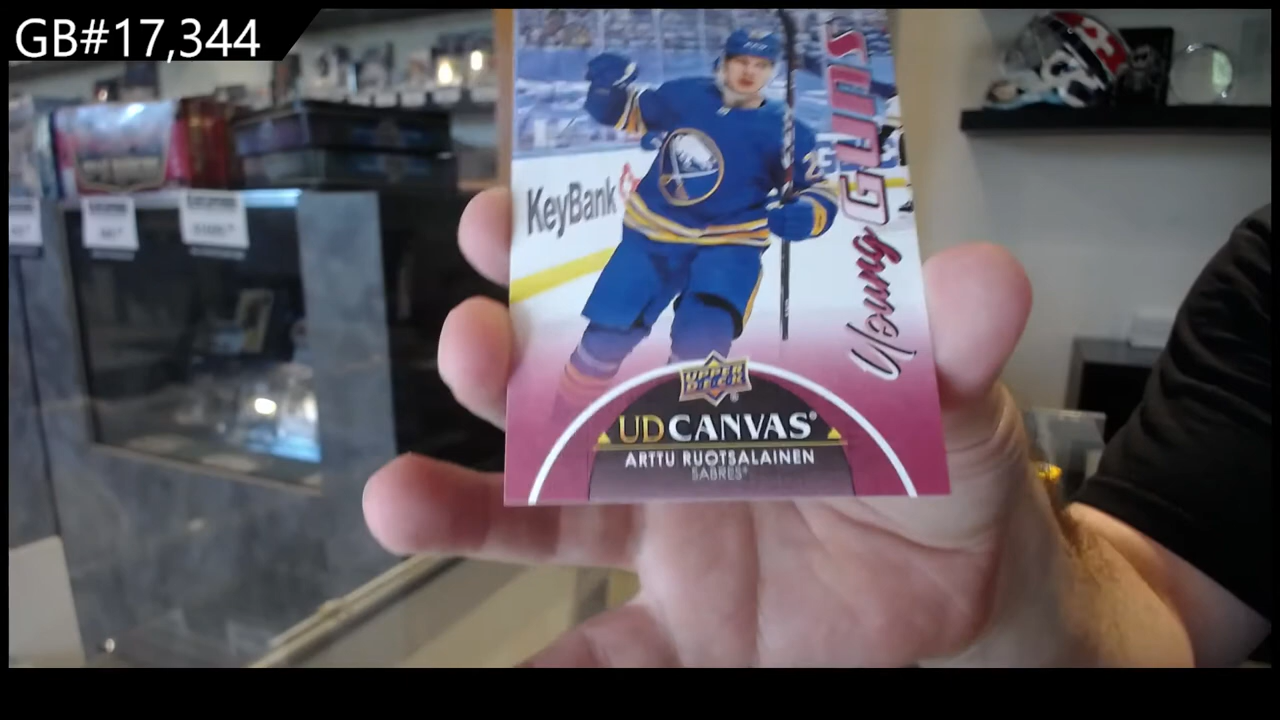 GB#17,344
KeyBank
Young GUNS
UPPER DECK
UD CANVAS®
ARTTU RUOTSALAINEN
SABRES®